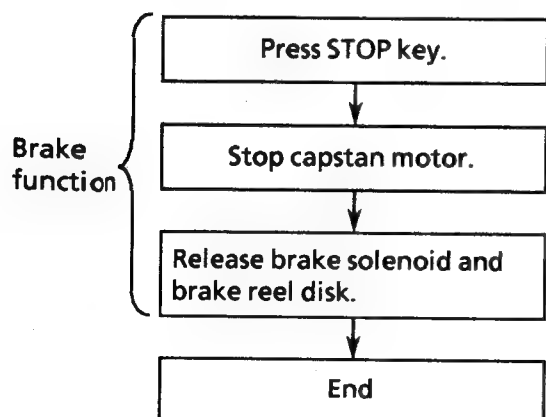 Press STOP key.
Brake
function
Stop capstan motor.
Release brake solenoid and
brake reel disk.
End